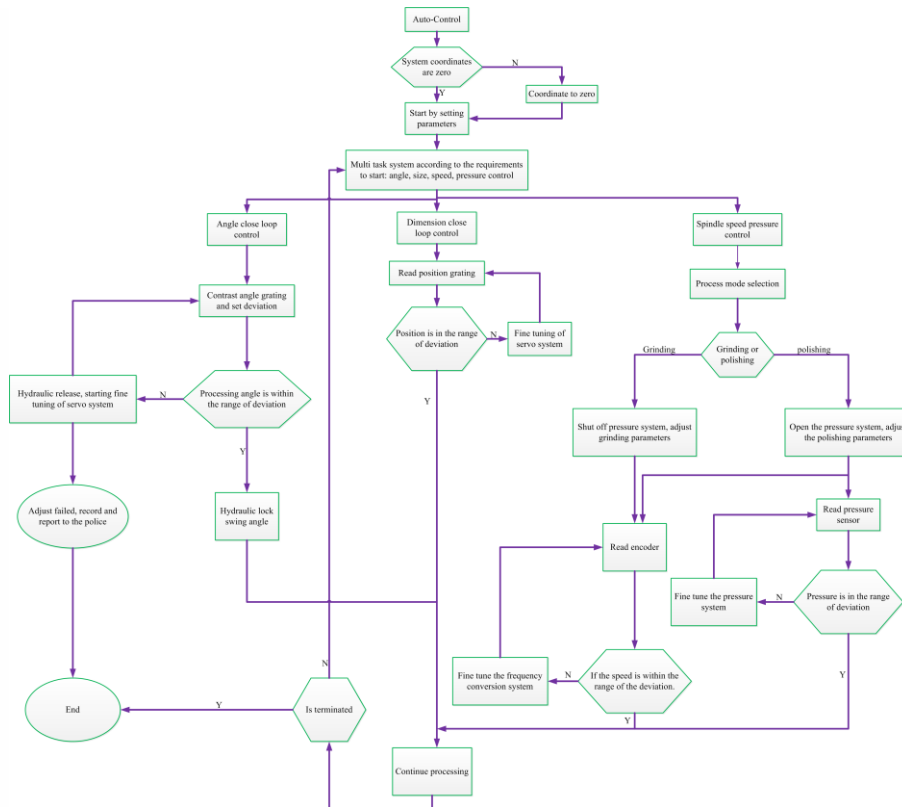 Auto-Control
System coordinates
are zero
N
Y
Coordinate to zero
Start by setting
parameters
Multi task system according to the requirements
to start: angle, size, speed, pressure control
Angle close loop
control
Dimension close
loop control
Spindle speed pressure
control
Contrast angle grating
and set deviation
Read position grating
Process mode selection
Position is in the range
of deviation
N
Fine tuning of
servo system
Grinding
Grinding or
polishing
polishing
Hydraulic release, starting fine
tuning of servo system
N
Processing angle is within
the range of deviation
Y
Y
Shut off pressure system, adjust
grinding parameters
Open the pressure system, adjust
the polishing parameters
Adjust failed, record and
report to the police
Hydraulic lock
swing angle
Read encoder
Read pressure
sensor
Fine tune the pressure
system
N
Pressure is in the range
of deviation
Fine tune the frequency
conversion system
N
If the speed is within the
range of the deviation.
Y
Y
N
End
Y
Is terminated
Continue processing